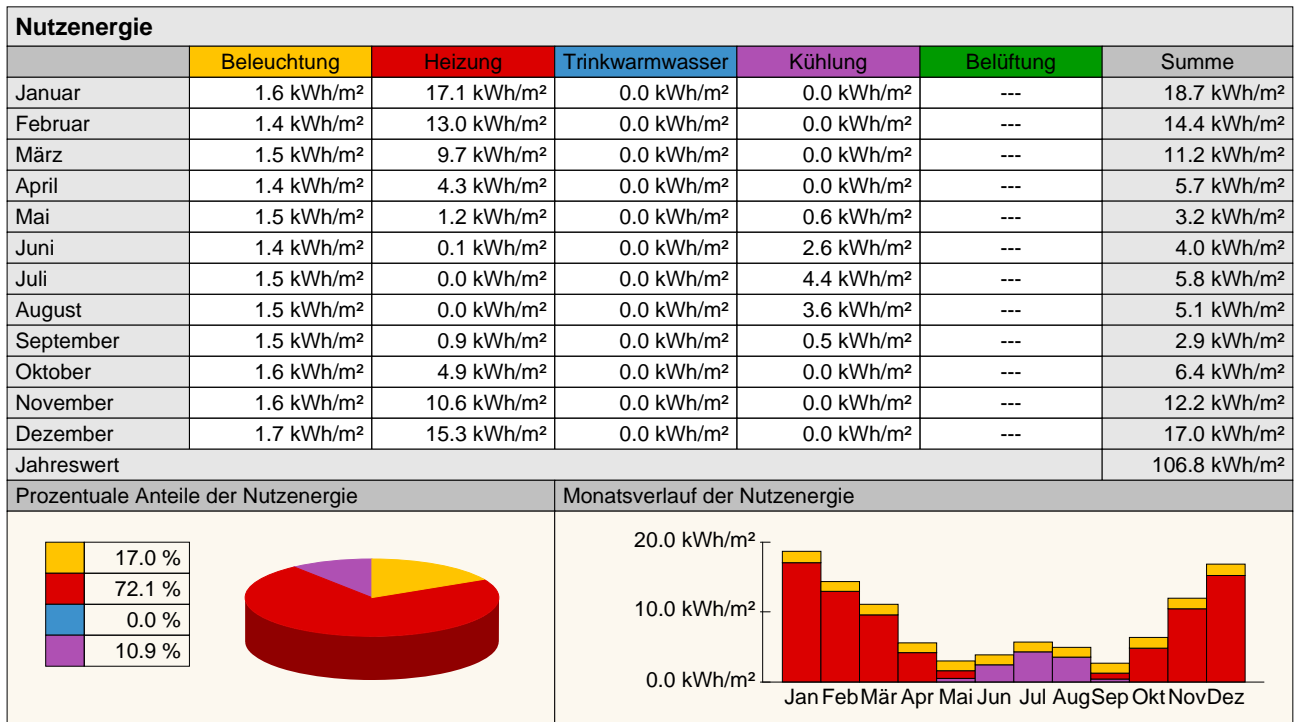 Nutzenergie
Beleuchtung Heizung Trinkwarmwasser Kühlung Belüftung Summe
Januar 1.6 kWh/m² 17.1 kWh/m² 0.0 kWh/m² 0.0 kWh/m² --- 18.7 kWh/m²
Februar 1.4 kWh/m² 13.0 kWh/m² 0.0 kWh/m² 0.0 kWh/m² --- 14.4 kWh/m²
März 1.5 kWh/m² 9.7 kWh/m² 0.0 kWh/m² 0.0 kWh/m² --- 11.2 kWh/m²
April 1.4 kWh/m² 4.3 kWh/m² 0.0 kWh/m² 0.0 kWh/m² --- 5.7 kWh/m²
Mai 1.5 kWh/m² 1.2 kWh/m² 0.0 kWh/m² 0.6 kWh/m² --- 3.2 kWh/m²
Juni 1.4 kWh/m² 0.1 kWh/m² 0.0 kWh/m² 2.6 kWh/m² --- 4.0 kWh/m²
Juli 1.5 kWh/m² 0.0 kWh/m² 0.0 kWh/m² 4.4 kWh/m² --- 5.8 kWh/m²
August 1.5 kWh/m² 0.0 kWh/m² 0.0 kWh/m² 3.6 kWh/m² --- 5.1 kWh/m²
September 1.5 kWh/m² 0.9 kWh/m² 0.0 kWh/m² 0.5 kWh/m² --- 2.9 kWh/m²
Oktober 1.6 kWh/m² 4.9 kWh/m² 0.0 kWh/m² 0.0 kWh/m² --- 6.4 kWh/m²
November 1.6 kWh/m² 10.6 kWh/m² 0.0 kWh/m² 0.0 kWh/m² --- 12.2 kWh/m²
Dezember 1.7 kWh/m² 15.3 kWh/m² 0.0 kWh/m² 0.0 kWh/m² --- 17.0 kWh/m²
Jahreswert 106.8 kWh/m²
Prozentuale Anteile der Nutzenergie
17.0 %
72.1 %
0.0 %
10.9 %
Monatsverlauf der Nutzenergie
20.0 kWh/m²
10.0 kWh/m²
0.0 kWh/m²
Jan Feb Mär Apr Mai Jun Jul Aug Sep Okt Nov Dez